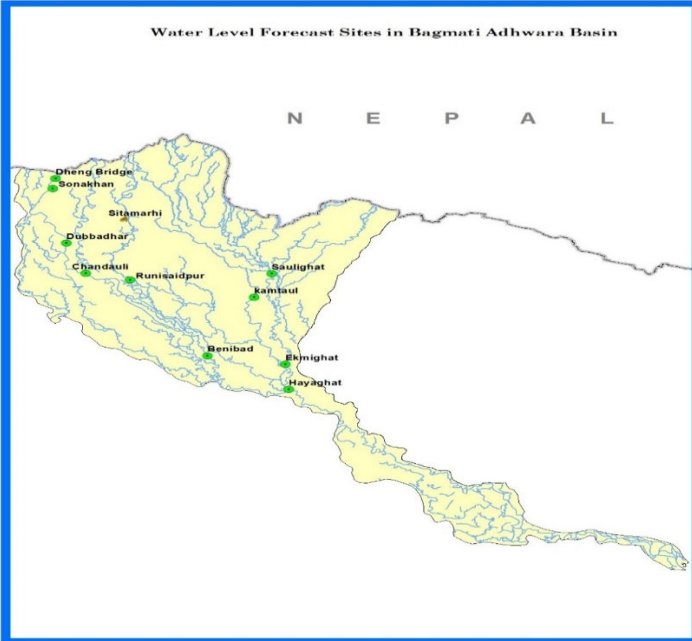 Water Level Forecast Sites in Bagmati Adhwara Basin
N E P A L
Dheng Bridge
Sonakhan
Sitamarhi
Dubbadhar
Chandauli
Runisaidpur
Saulighat
kamtaul
Benibad
Ekmighat
Hayaghat